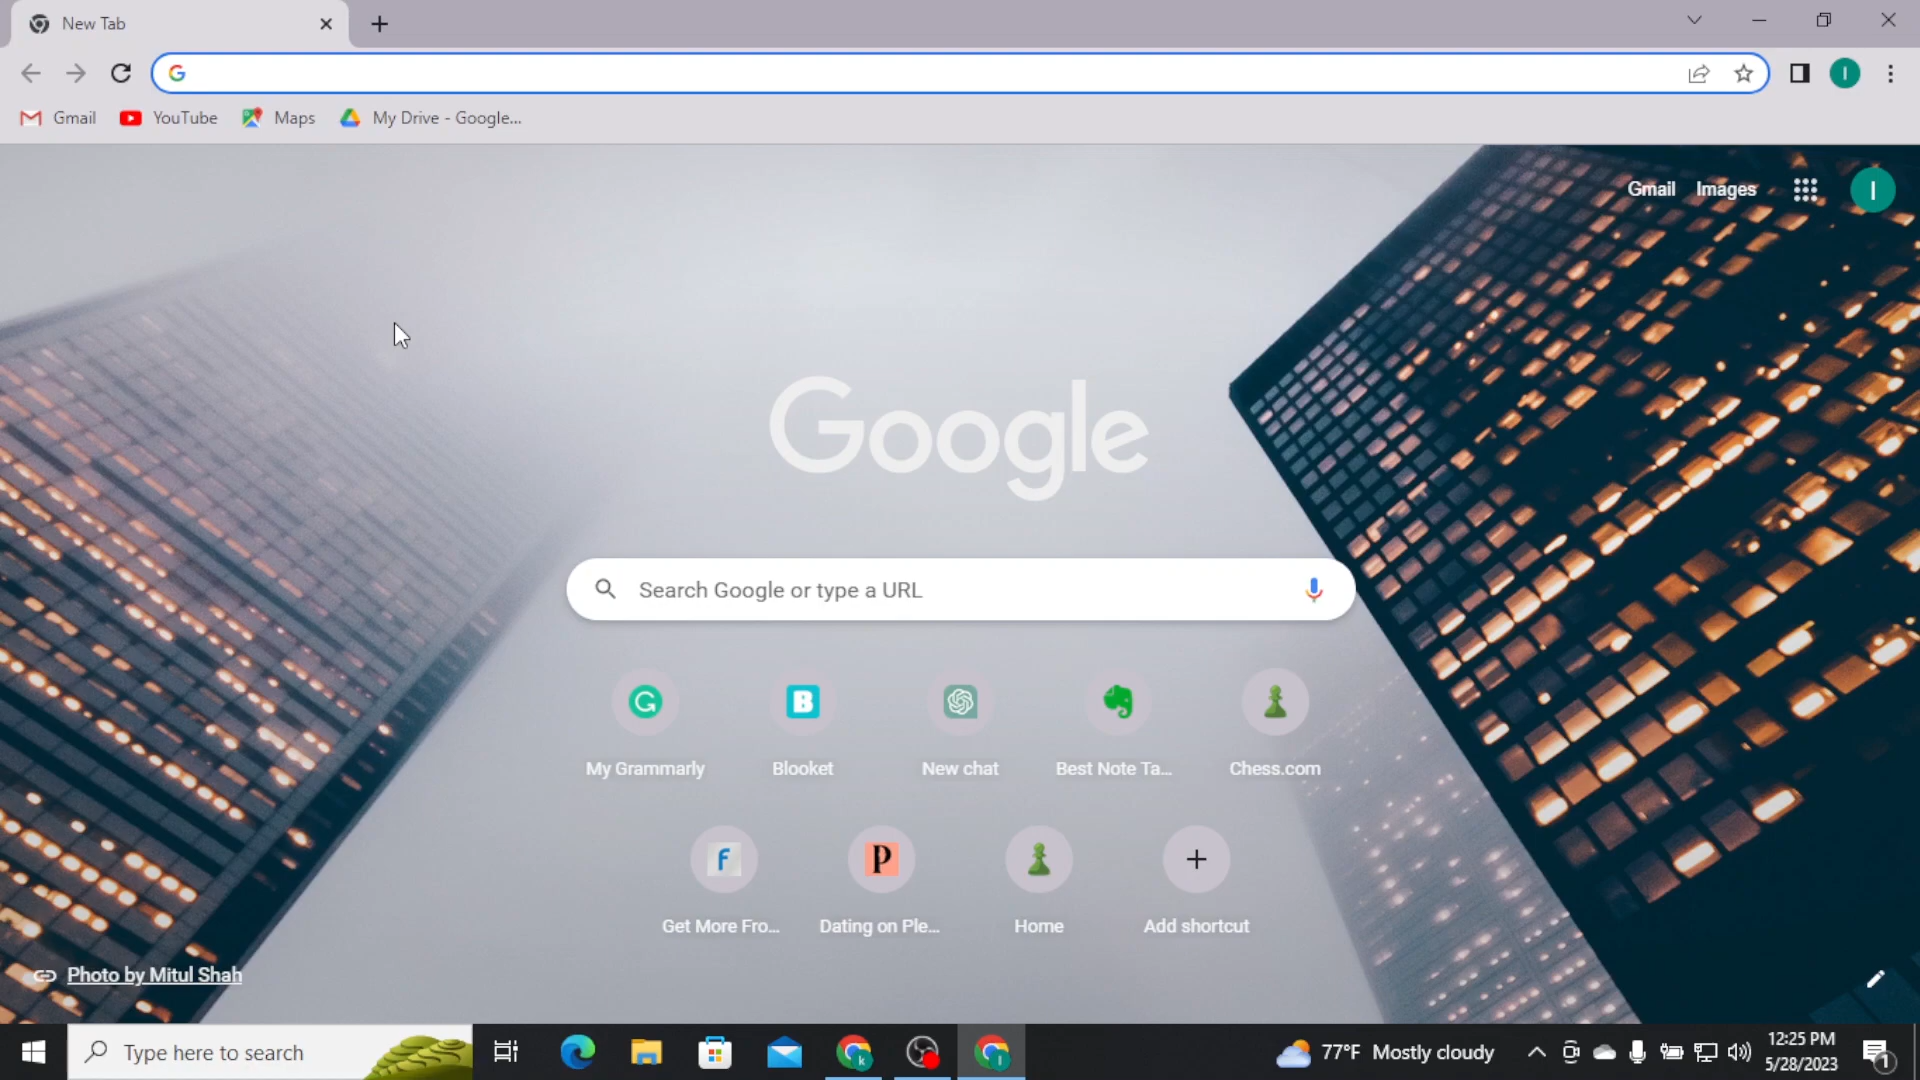 New Tab
Gmail YouTube Maps My Drive - Google...
Gmail Images I
Google
Search Google or type a URL
My Grammarly Blooket New chat Best Note Ta... Chess.com
Get More Fro... Dating on Ple... Home Add shortcut
Photo by Mitul Shah
Type here to search
77°F Mostly cloudy
12:25 PM
5/28/2023
1